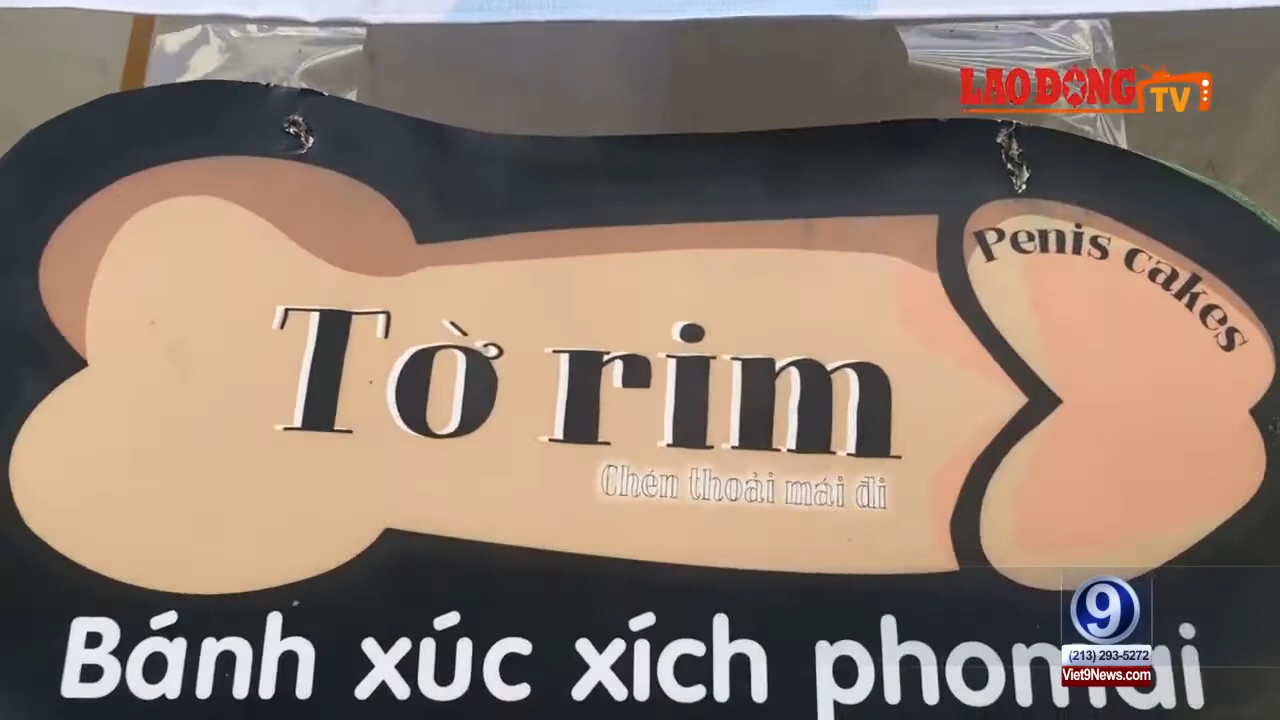 LAO ĐỘNG TV
Penis cakes
Tờ rim
Chén thoải mái đi
Bánh xúc xích phomai
9
(213) 293-5272
Viet9News.com